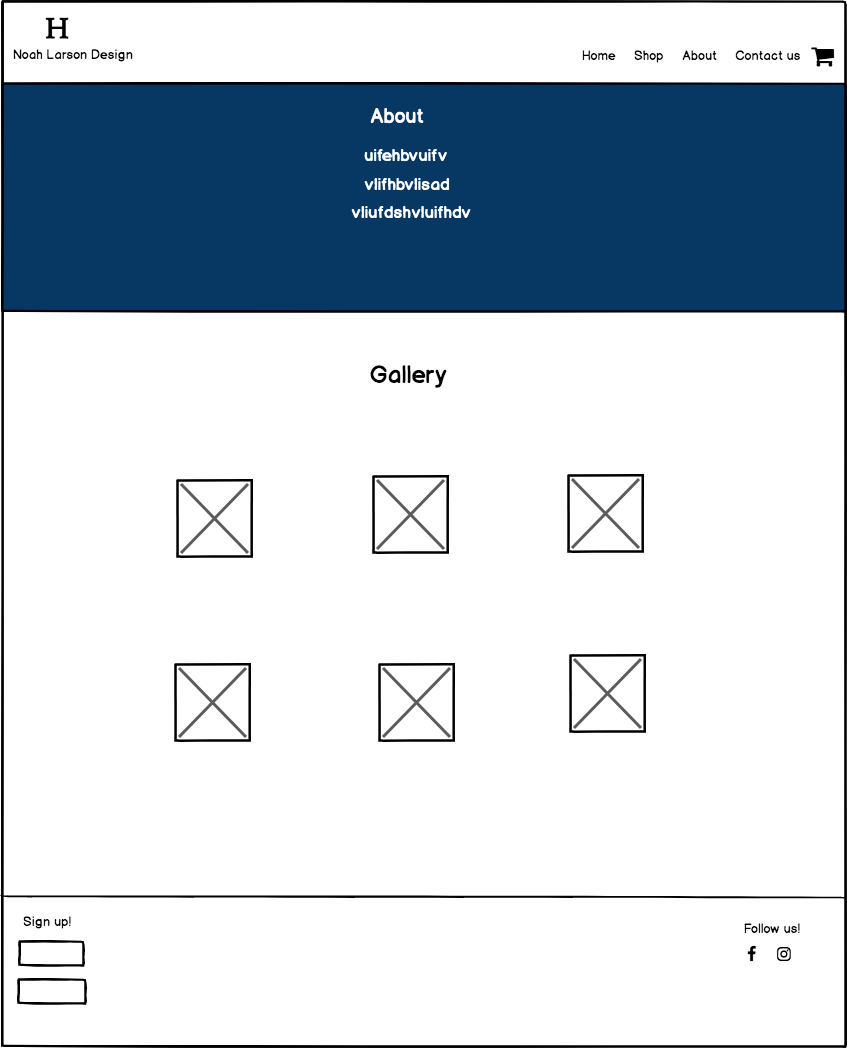 H
Noah Larson Design
Home Shop About Contact us
About
uifehbvuifv
vlifhbvlisad
vliufdshvluifhdv
Gallery
Sign up!
Follow us!